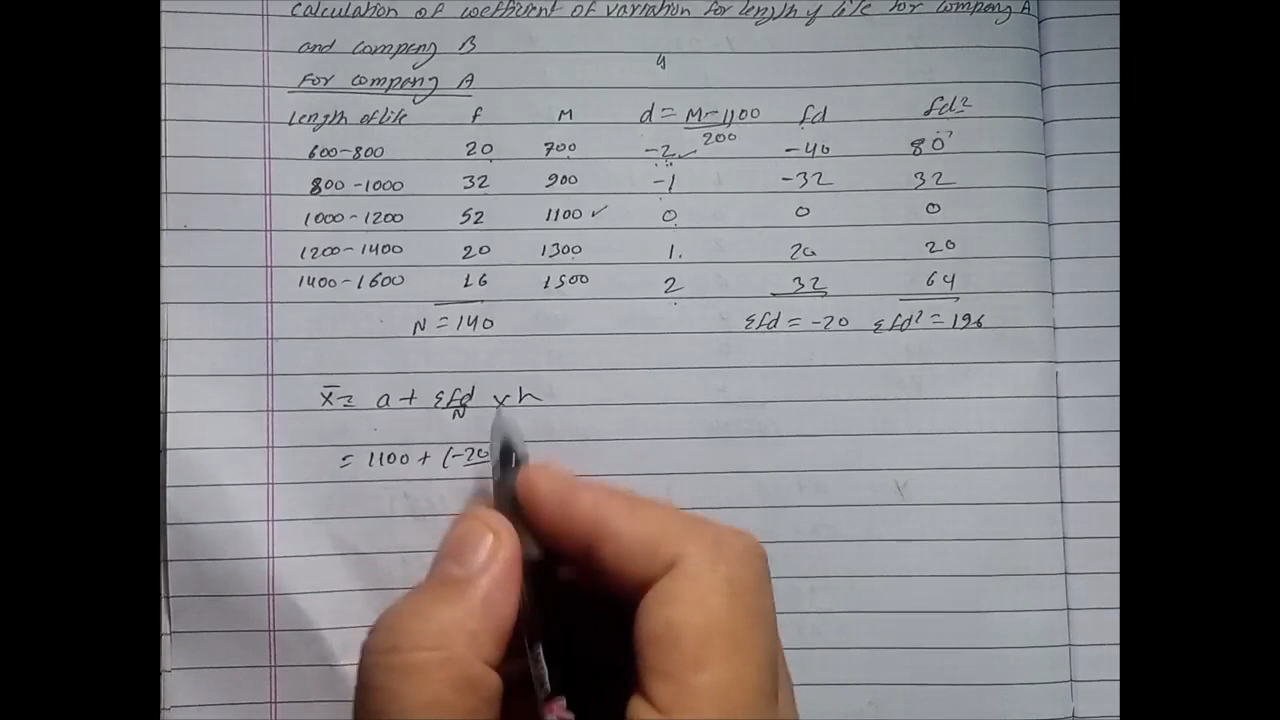 Calculation of coefficient of variation for length of life for company A
and company B
For company A
Length of life f M d = M-1100/200 fd fd²
600-800 20 700 -2 ✓ -40 80
800-1000 32 900 -1 -32 32
1000-1200 52 1100 ✓ 0 0 0
1200-1400 20 1300 1. 20 20
1400-1600 16 1500 2 32 64
N = 140 Σfd = -20 Σfd² = 196
x̄ = a + Σfd/N × h
= 1100 + (-20